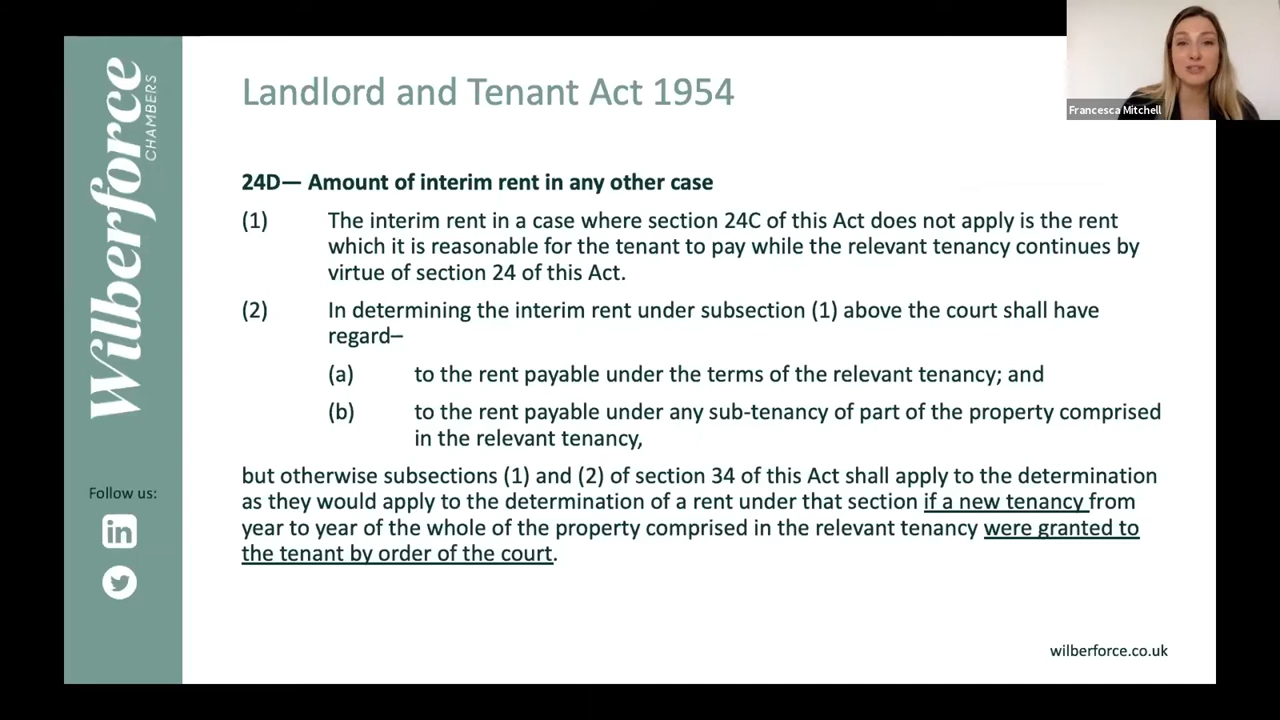 Wilberforce
CHAMBERS
Follow us:
in
Landlord and Tenant Act 1954
Francesca Mitchell
24D— Amount of interim rent in any other case
(1) The interim rent in a case where section 24C of this Act does not apply is the rent
which it is reasonable for the tenant to pay while the relevant tenancy continues by
virtue of section 24 of this Act.
(2) In determining the interim rent under subsection (1) above the court shall have
regard–
(a) to the rent payable under the terms of the relevant tenancy; and
(b) to the rent payable under any sub-tenancy of part of the property comprised
in the relevant tenancy,
but otherwise subsections (1) and (2) of section 34 of this Act shall apply to the determination
as they would apply to the determination of a rent under that section if a new tenancy from
year to year of the whole of the property comprised in the relevant tenancy were granted to
the tenant by order of the court.
wilberforce.co.uk